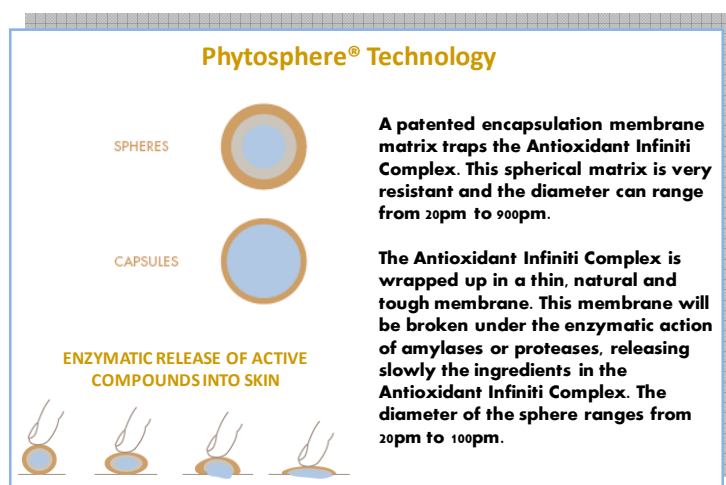 Phytosphere® Technology
SPHERES
CAPSULES
A patented encapsulation membrane
matrix traps the Antioxidant Infiniti
Complex. This spherical matrix is very
resistant and the diameter can range
from 20pm to 900pm.
The Antioxidant Infiniti Complex is
wrapped up in a thin, natural and
tough membrane. This membrane will
be broken under the enzymatic action
of amylases or proteases, releasing
slowly the ingredients in the
Antioxidant Infiniti Complex. The
diameter of the sphere ranges from
20pm to 100pm.
ENZYMATIC RELEASE OF ACTIVE
COMPOUNDS INTO SKIN